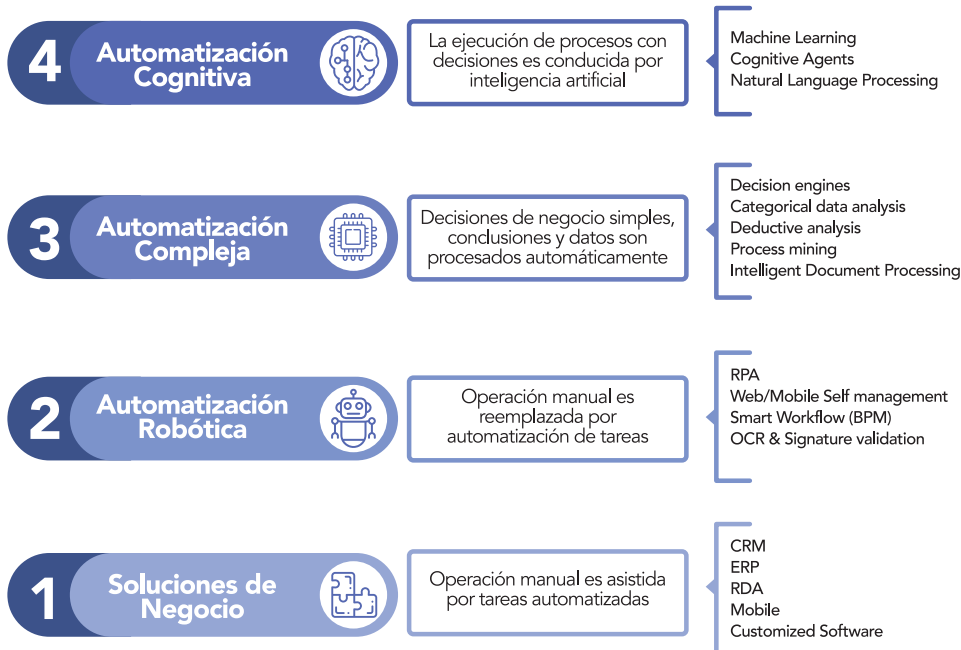 4
Automatización
Cognitiva
La ejecución de procesos con
decisiones es conducida por
inteligencia artificial
Machine Learning
Cognitive Agents
Natural Language Processing
3
Automatización
Compleja
Decisiones de negocio simples,
conclusiones y datos son
procesados automáticamente
Decision engines
Categorical data analysis
Deductive analysis
Process mining
Intelligent Document Processing
2
Automatización
Robótica
Operación manual es
reemplazada por
automatización de tareas
RPA
Web/Mobile Self management
Smart Workflow (BPM)
OCR & Signature validation
1
Soluciones de
Negocio
Operación manual es asistida
por tareas automatizadas
CRM
ERP
RDA
Mobile
Customized Software